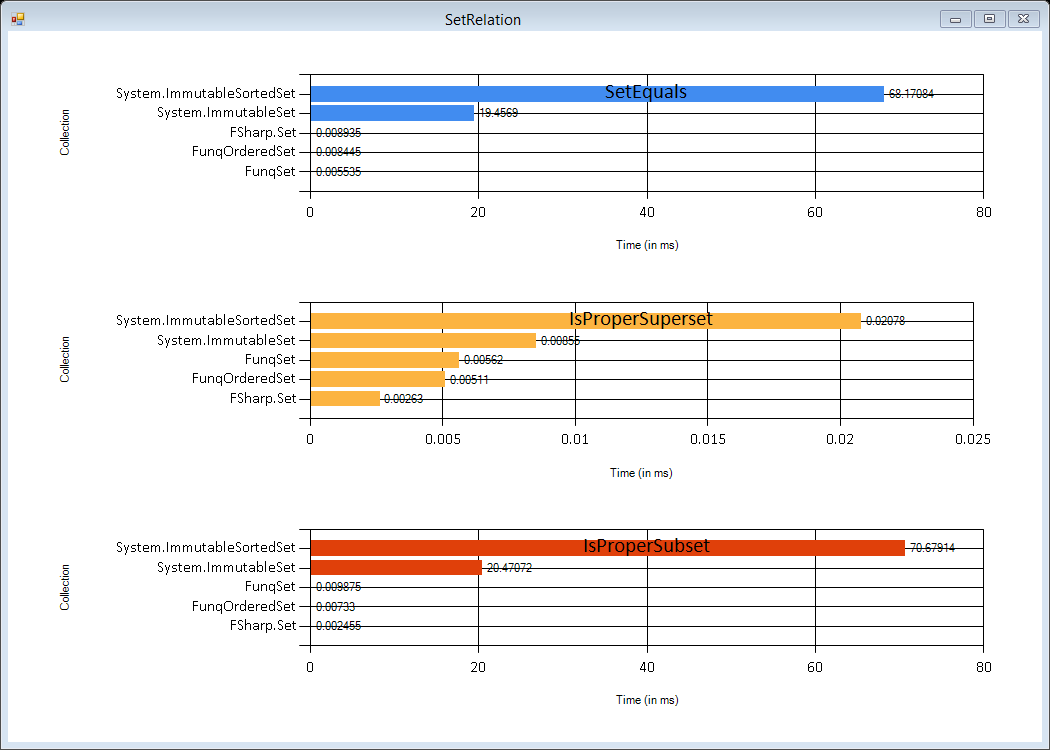 SetRelation
SetEquals
Collection
System.ImmutableSortedSet 68.17084
System.ImmutableSet 19.4569
FSharp.Set 0.008935
FunqOrderedSet 0.008445
FunqSet 0.005535
0 20 40 60 80
Time (in ms)
IsProperSuperset
Collection
System.ImmutableSortedSet 0.02078
System.ImmutableSet 0.00855
FunqSet 0.00562
FunqOrderedSet 0.00511
FSharp.Set 0.00263
0 0.005 0.01 0.015 0.02 0.025
Time (in ms)
IsProperSubset
Collection
System.ImmutableSortedSet 70.67914
System.ImmutableSet 20.47072
FunqSet 0.009875
FunqOrderedSet 0.00733
FSharp.Set 0.002455
0 20 40 60 80
Time (in ms)